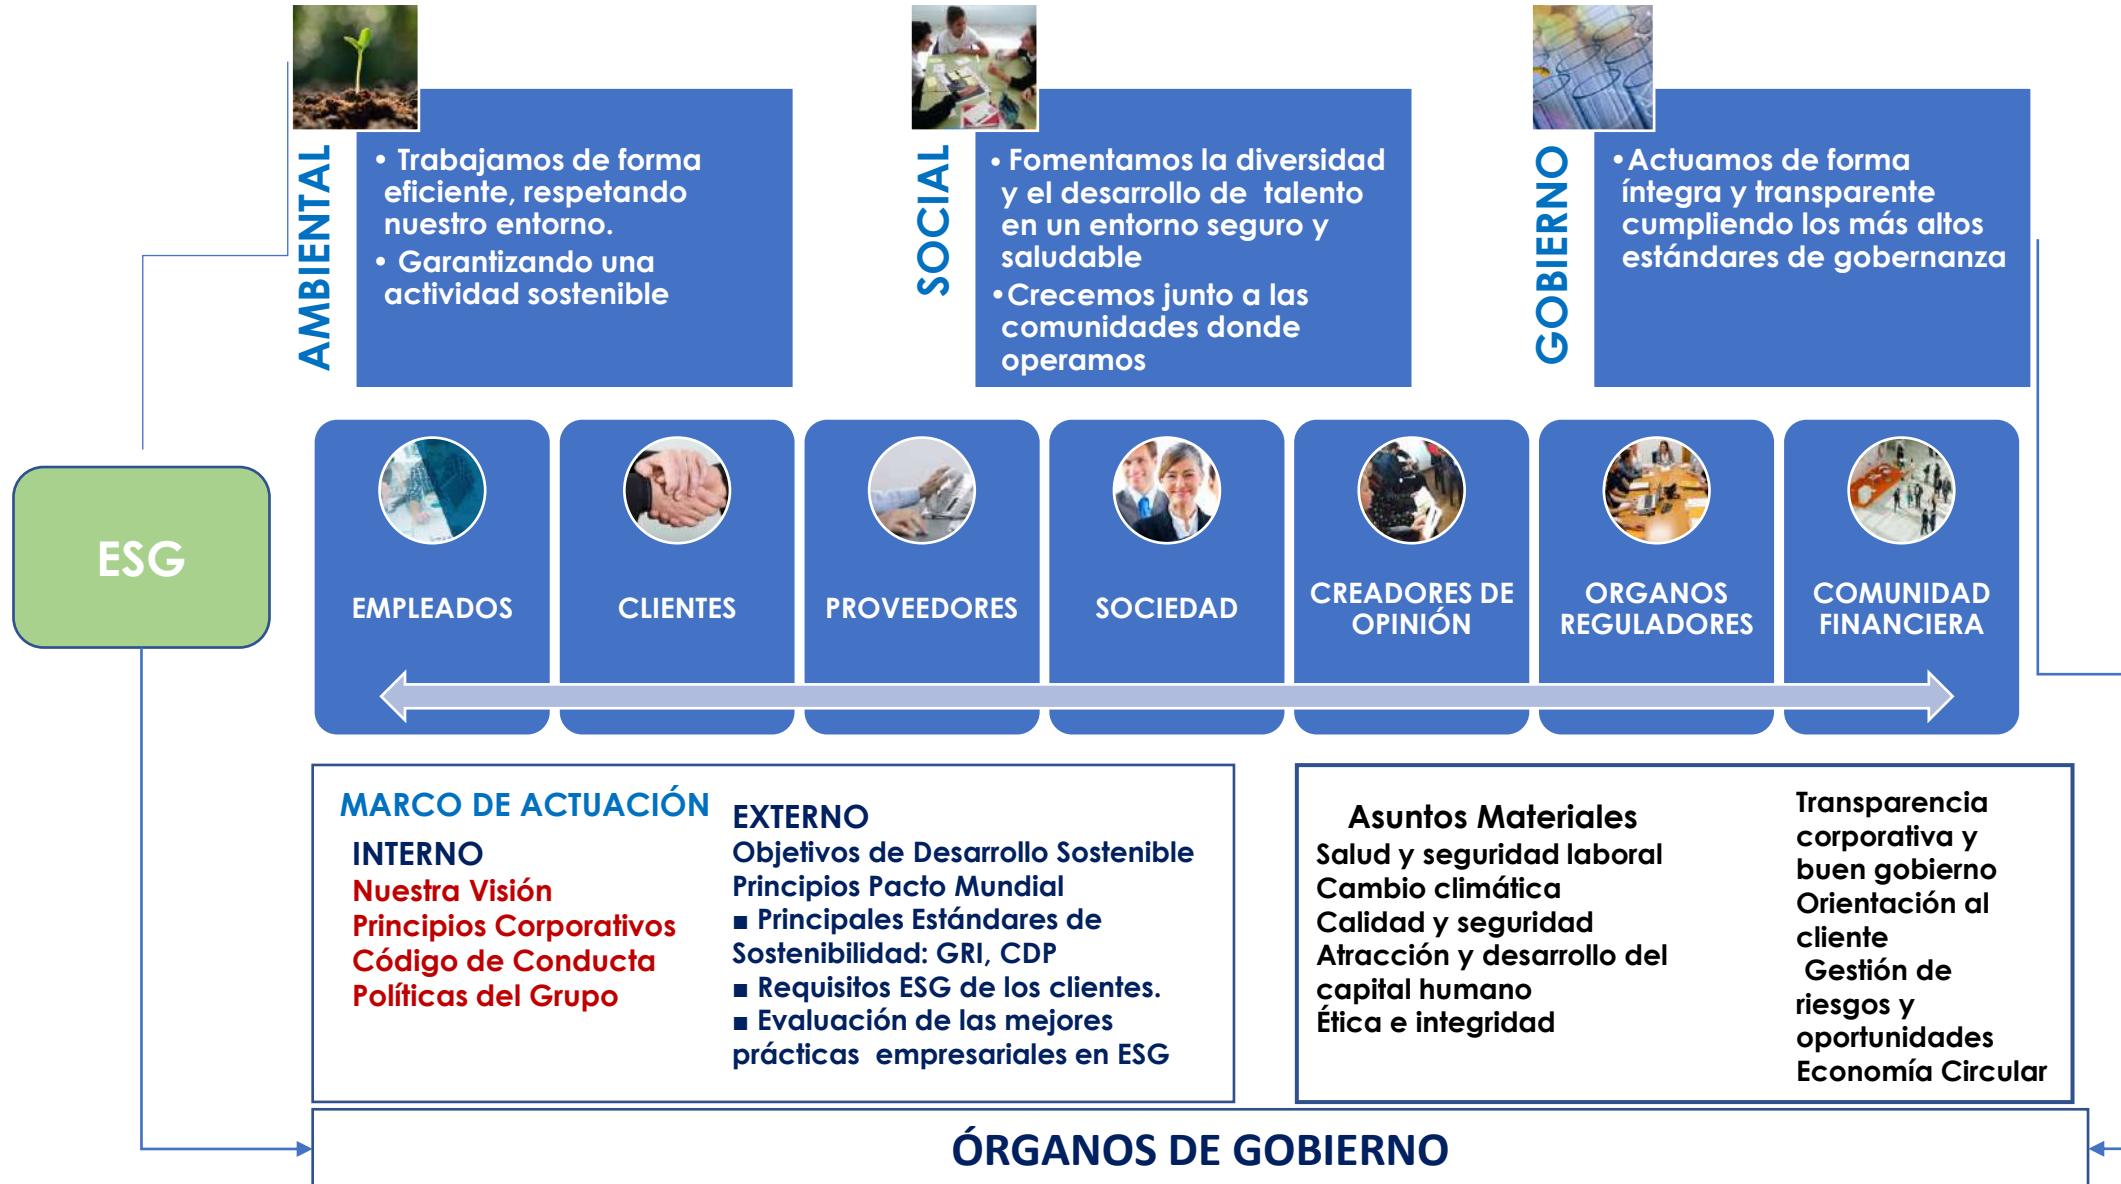 AMBIENTAL
• Trabajamos de forma
eficiente, respetando
nuestro entorno.
• Garantizando una
actividad sostenible
SOCIAL
• Fomentamos la diversidad
y el desarrollo de talento
en un entorno seguro y
saludable
•Crecemos junto a las
comunidades donde
operamos
GOBIERNO
•Actuamos de forma
íntegra y transparente
cumpliendo los más altos
estándares de gobernanza
ESG
EMPLEADOS
CLIENTES
PROVEEDORES
SOCIEDAD
CREADORES DE
OPINIÓN
ORGANOS
REGULADORES
COMUNIDAD
FINANCIERA
MARCO DE ACTUACIÓN
INTERNO
Nuestra Visión
Principios Corporativos
Código de Conducta
Políticas del Grupo
EXTERNO
Objetivos de Desarrollo Sostenible
Principios Pacto Mundial
■ Principales Estándares de
Sostenibilidad: GRI, CDP
■ Requisitos ESG de los clientes.
■ Evaluación de las mejores
prácticas empresariales en ESG
Asuntos Materiales
Salud y seguridad laboral
Cambio climática
Calidad y seguridad
Atracción y desarrollo del
capital humano
Ética e integridad
Transparencia
corporativa y
buen gobierno
Orientación al
cliente
Gestión de
riesgos y
oportunidades
Economía Circular
ÓRGANOS DE GOBIERNO